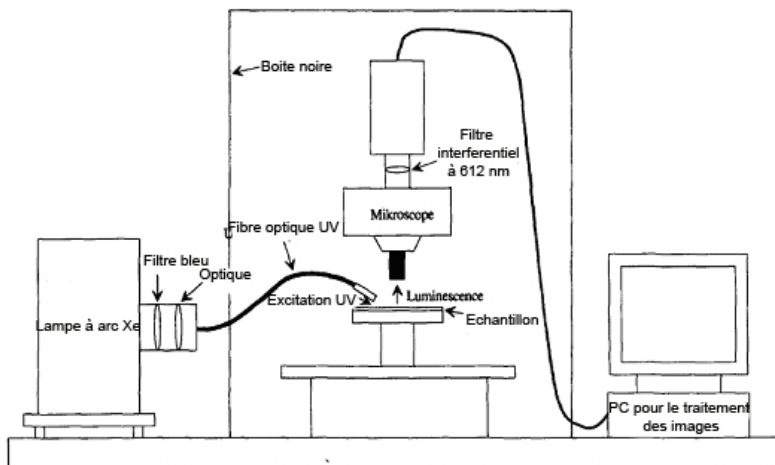 Boite noire
Filtre
interferentiel
à 612 nm
Mikroscope
Fibre optique UV
Filtre bleu
Optique
Excitation UV
Luminescence
Echantillon
Lampe à arc Xe
PC pour le traitement
des images